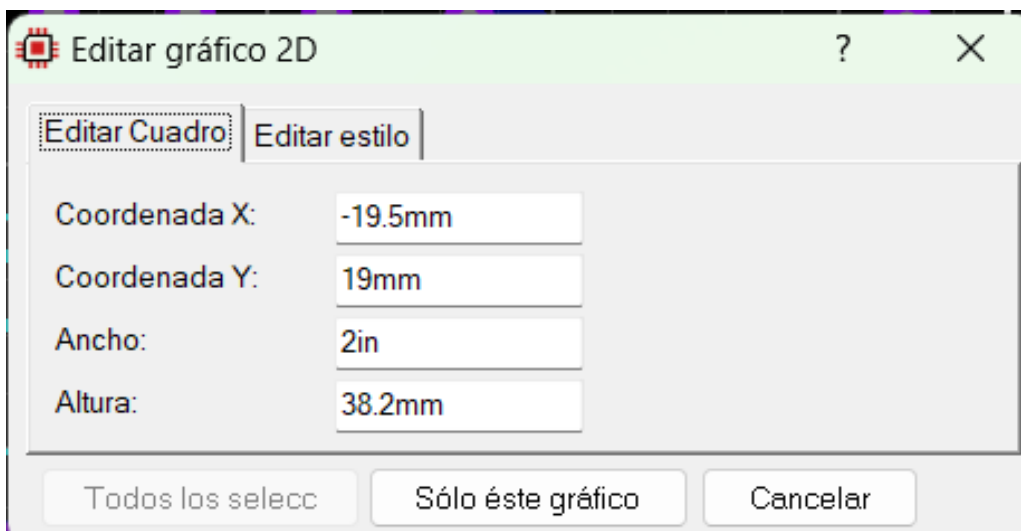 Editar gráfico 2D ?
Editar Cuadro Editar estilo
Coordenada X: -19.5mm
Coordenada Y: 19mm
Ancho: 2in
Altura: 38.2mm
Todos los selecc Sólo éste gráfico Cancelar